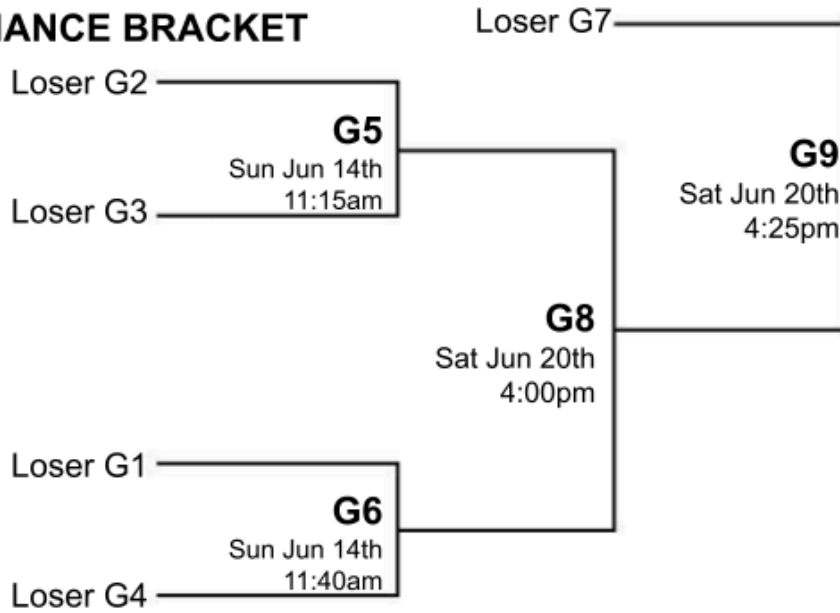 IANCE BRACKET
Loser G7
Loser G2
G5
Sun Jun 14th
11:15am
Loser G3
G9
Sat Jun 20th
4:25pm
G8
Sat Jun 20th
4:00pm
Loser G1
G6
Sun Jun 14th
11:40am
Loser G4